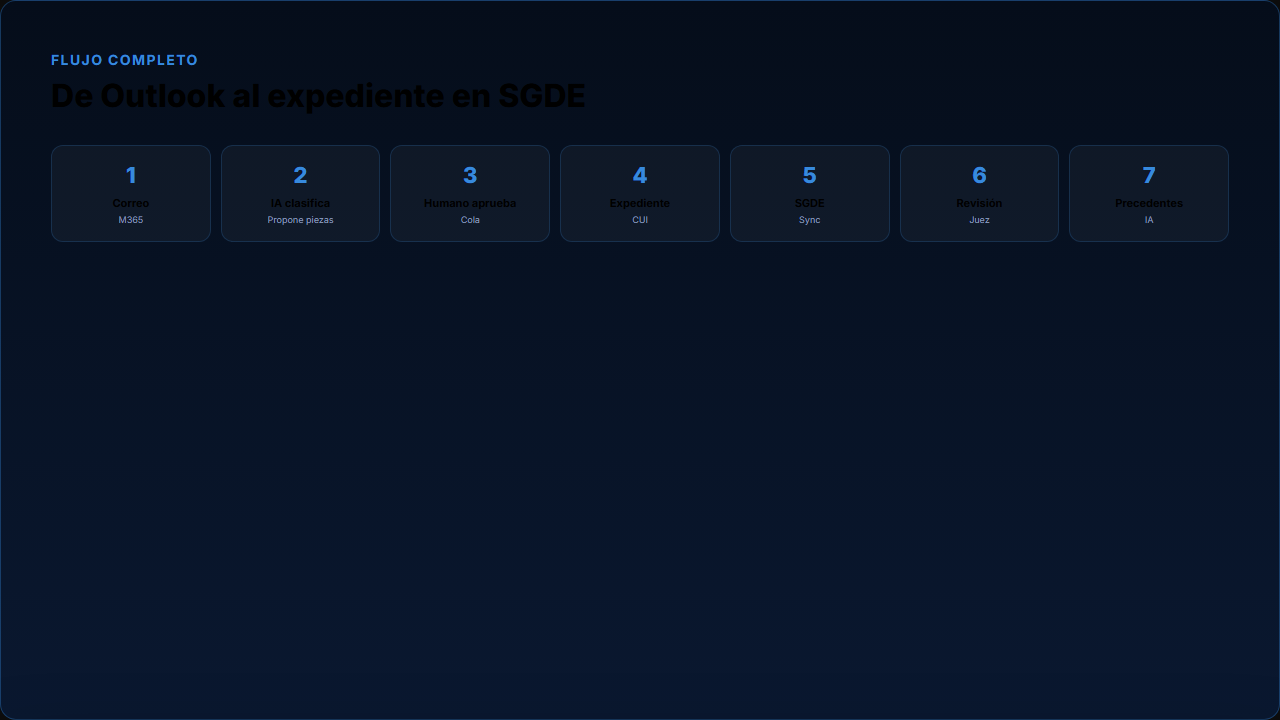 FLUJO COMPLETO
De Outlook al expediente en SGDE
1
Correo
M365
2
IA clasifica
Propone piezas
3
Humano aprueba
Cola
4
Expediente
CUI
5
SGDE
Sync
6
Revisión
Juez
7
Precedentes
IA